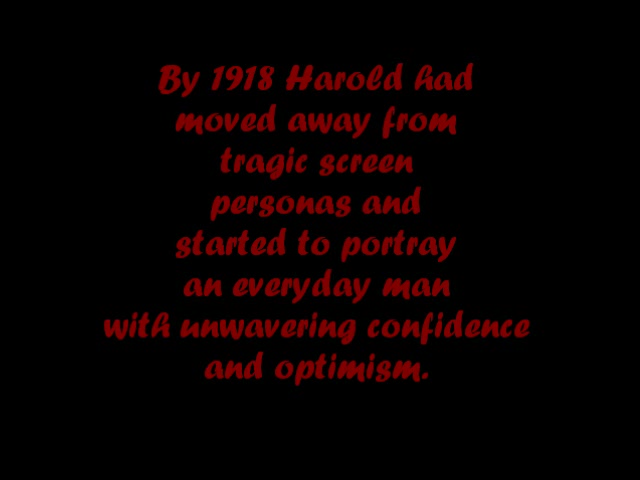 By 1918 Harold had
moved away from
tragic screen
personas and
started to portray
an everyday man
with unwavering confidence
and optimism.